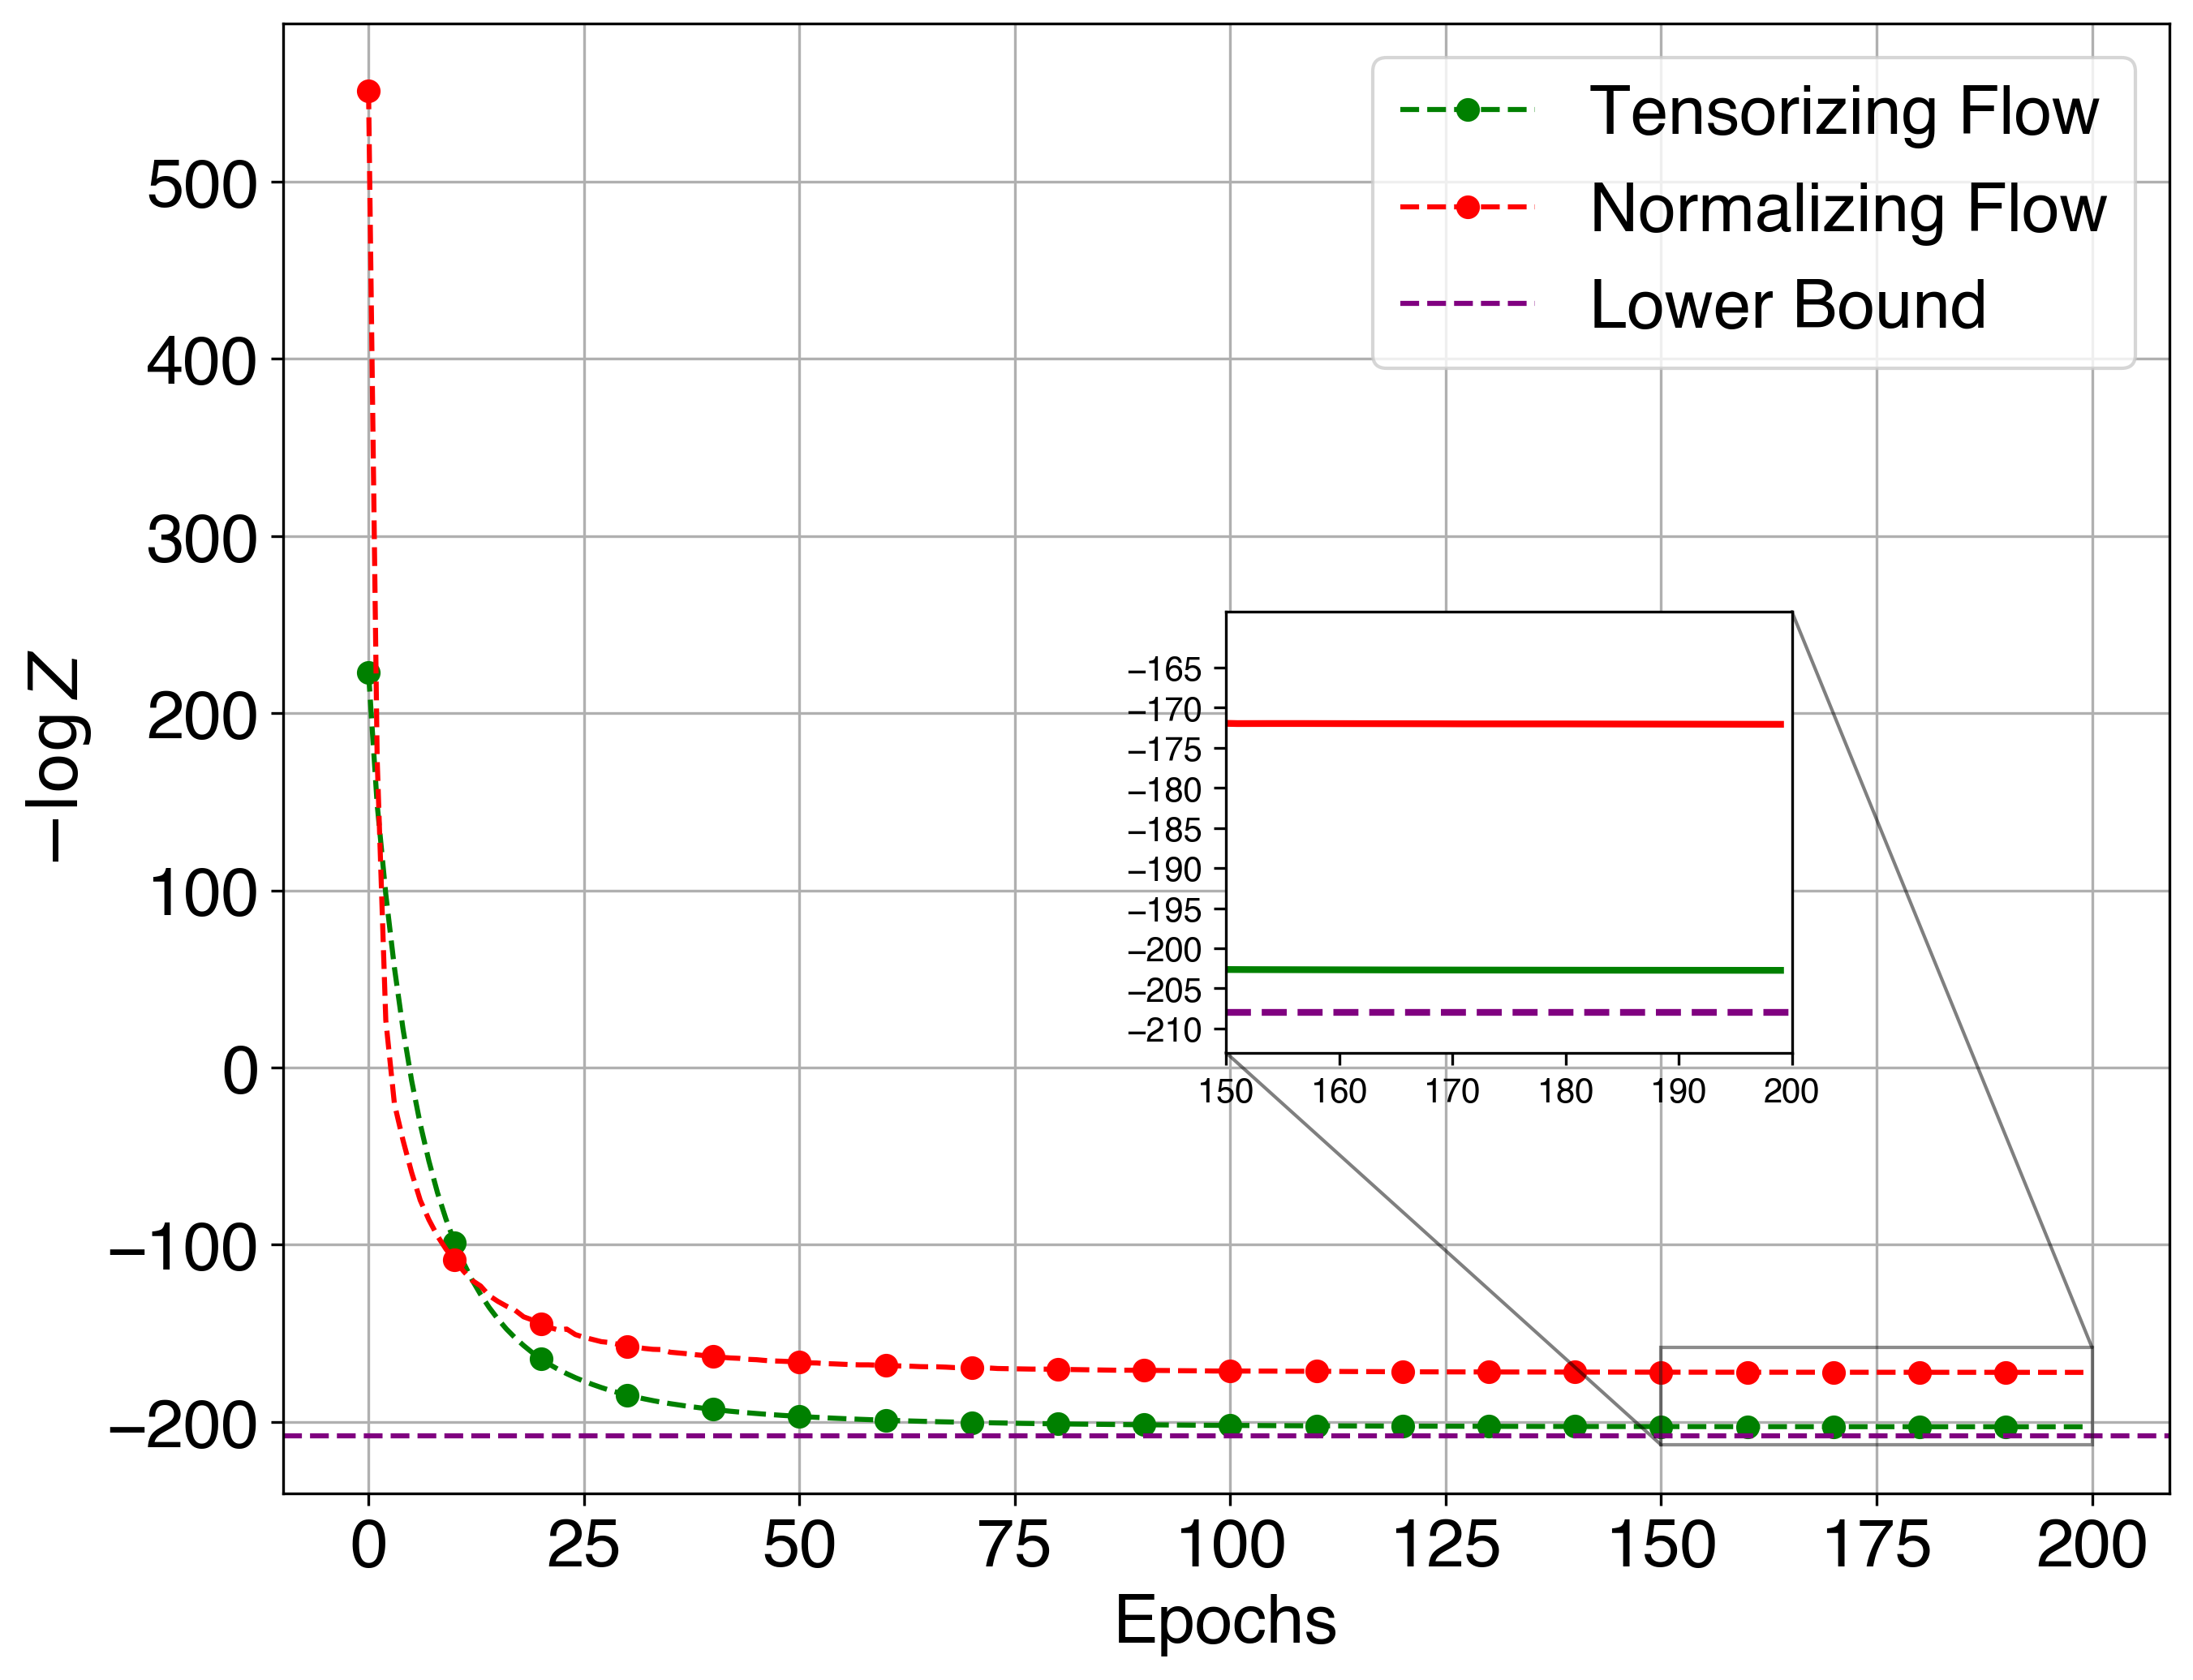 Tensorizing Flow
Normalizing Flow
Lower Bound
500
400
300
200
100
0
−100
−200
−log Z
−165
−170
−175
−180
−185
−190
−195
−200
−205
−210
150 160 170 180 190 200
0 25 50 75 100 125 150 175 200
Epochs